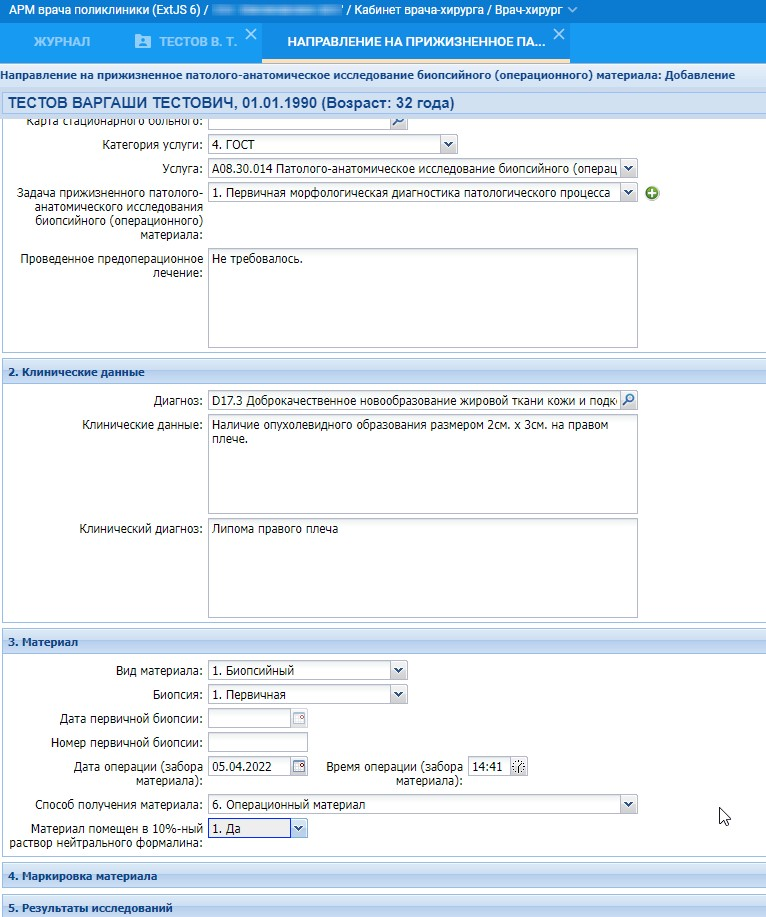 АРМ врача поликлиники (ExtJS 6) / / Кабинет врача-хирурга / Врач-хирург
ЖУРНАЛ
ТЕСТОВ В. Т.
НАПРАВЛЕНИЕ НА ПРИЖИЗНЕННОЕ ПА...
Направление на прижизненное патолого-анатомическое исследование биопсийного (операционного) материала: Добавление
ТЕСТОВ ВАРГАШИ ТЕСТОВИЧ, 01.01.1990 (Возраст: 32 года)
Карта стационарного больного:
Категория услуги: 4. ГОСТ
Услуга: A08.30.014 Патолого-анатомическое исследование биопсийного (операц
Задача прижизненного патолого- 1. Первичная морфологическая диагностика патологического процесса
анатомического исследования
биопсийного (операционного)
материала:
Проведенное предоперационное Не требовалось.
лечение:
2. Клинические данные
Диагноз: D17.3 Доброкачественное новообразование жировой ткани кожи и подк
Клинические данные: Наличие опухолевидного образования размером 2см. x 3см. на правом
плече.
Клинический диагноз: Липома правого плеча
3. Материал
Вид материала: 1. Биопсийный
Биопсия: 1. Первичная
Дата первичной биопсии:
Номер первичной биопсии:
Дата операции (забора 05.04.2022 Время операции (забора 14:41
материала): материала):
Способ получения материала: 6. Операционный материал
Материал помещен в 10%-ный 1. Да
раствор нейтрального формалина:
4. Маркировка материала
5. Результаты исследований